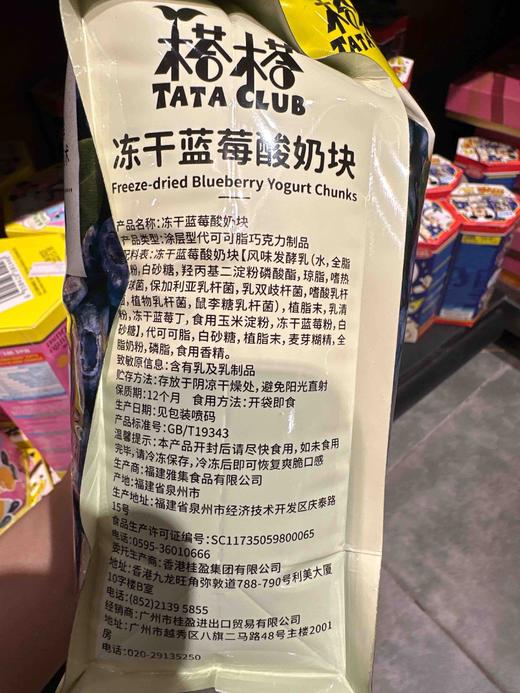 榙榙
TATA CLUB
TATA
冻干蓝莓酸奶块
Freeze-dried Blueberry Yogurt Chunks
产品名称:冻干蓝莓酸奶块
产品类型:涂层型代可可脂巧克力制品
配料表:冻干蓝莓酸奶块【风味发酵乳(水,全脂
粉,白砂糖,羟丙基二淀粉磷酸酯,琼脂,嗜热
球菌,保加利亚乳杆菌,乳双歧杆菌,嗜酸乳杆
菌,植物乳杆菌,鼠李糖乳杆菌),植脂末,乳清
粉,冻干蓝莓丁,食用玉米淀粉,冻干蓝莓粉,白
砂糖】,代可可脂,白砂糖,植脂末,麦芽糊精,全
脂奶粉,磷脂,食用香精。
致敏原信息:含有乳及乳制品
贮存方法:存放于阴凉干燥处,避免阳光直射
保质期:12个月 食用方法:开袋即食
生产日期:见包装喷码
产品标准号:GB/T19343
温馨提示:本产品开封后请尽快食用,如未食用
完毕,请冷冻保存,冷冻后即可恢复爽脆口感
生产商:福建雅集食品有限公司
产地:福建省泉州市
生产地址:福建省泉州市经济技术开发区庆泰路
15号
食品生产许可证编号:SC11735059800065
电话:0595-36010666
委托生产商:香港桂盈集团有限公司
地址:香港九龙旺角弥敦道788-790号利美大厦
10字楼B室
电话:(852)2139 5855
经销商:广州市桂盈进出口贸易有限公司
地址:广州市越秀区八旗二马路48号主楼2001
房
电话:020-29135250